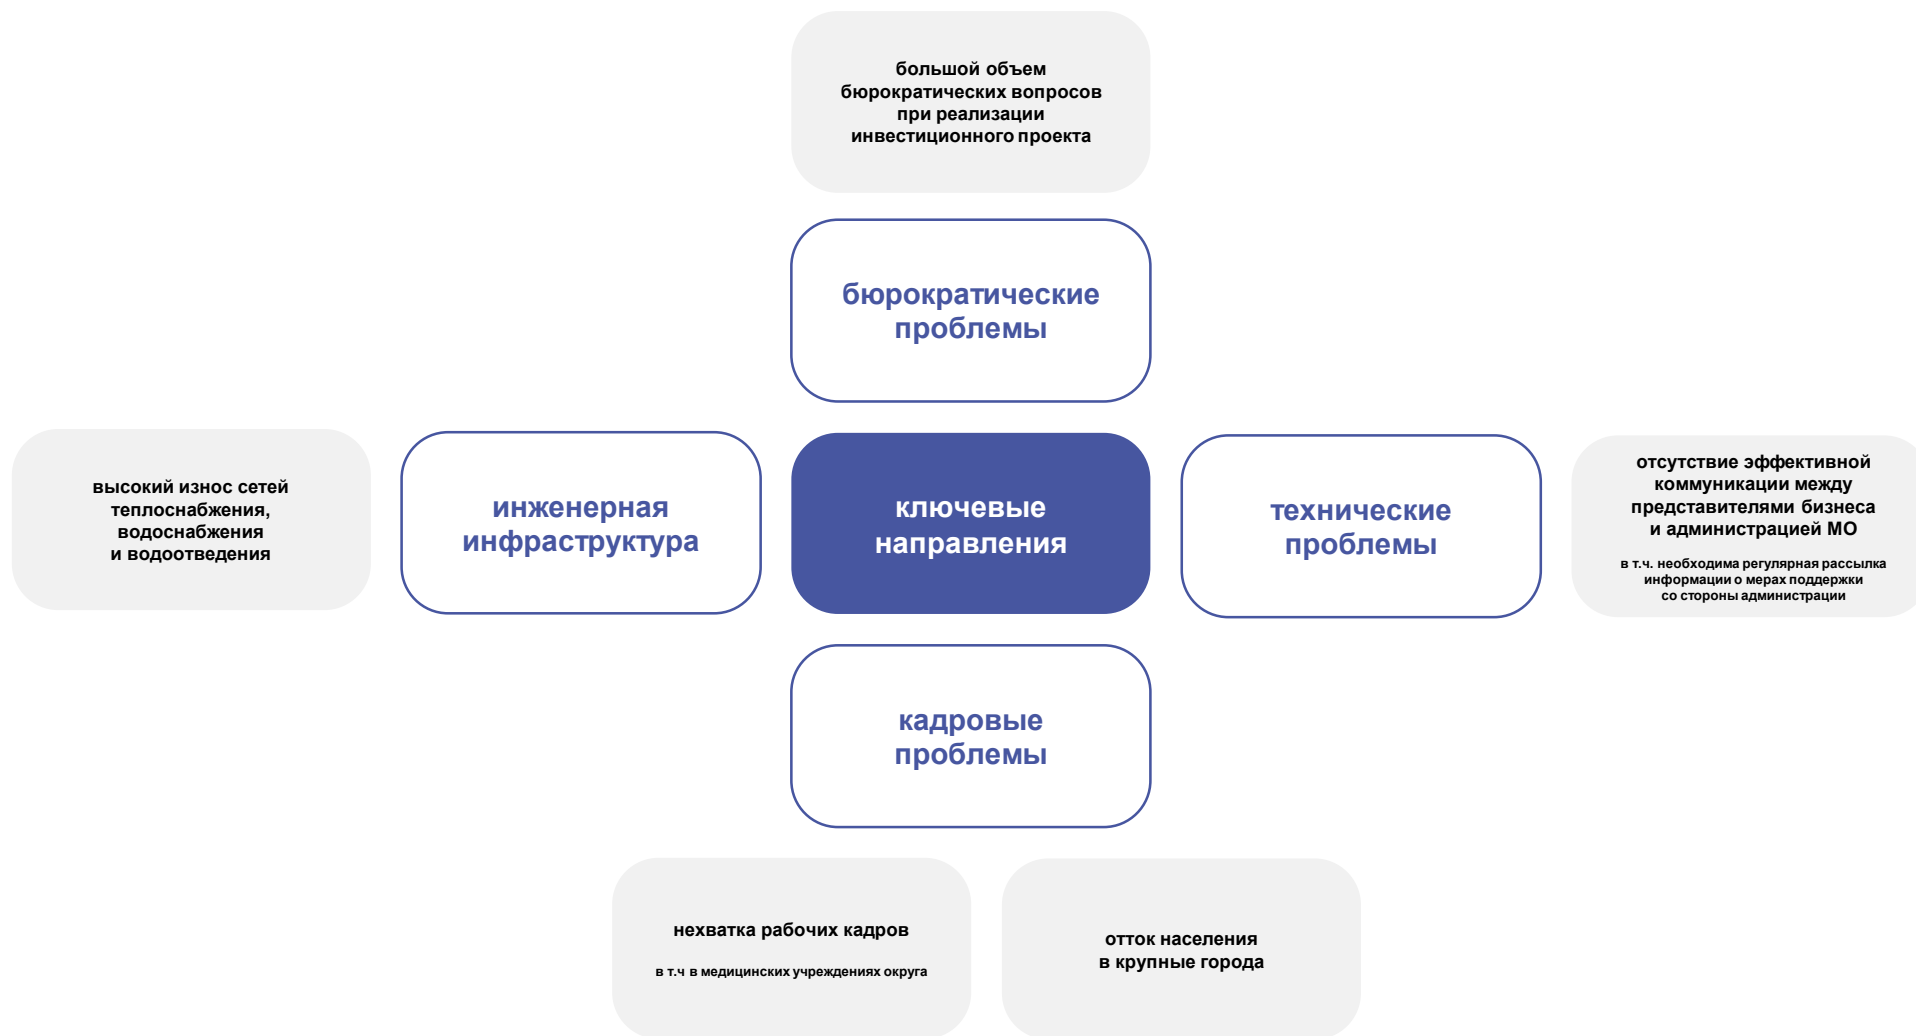 большой объем
бюрократических вопросов
при реализации
инвестиционного проекта
бюрократические
проблемы
высокий износ сетей
теплоснабжения,
водоснабжения
и водоотведения
инженерная
инфраструктура
ключевые
направления
технические
проблемы
отсутствие эффективной
коммуникации между
представителями бизнеса
и администрацией МО
в т.ч. необходима регулярная рассылка
информации о мерах поддержки
со стороны администрации
кадровые
проблемы
нехватка рабочих кадров
в т.ч в медицинских учреждениях округа
отток населения
в крупные города